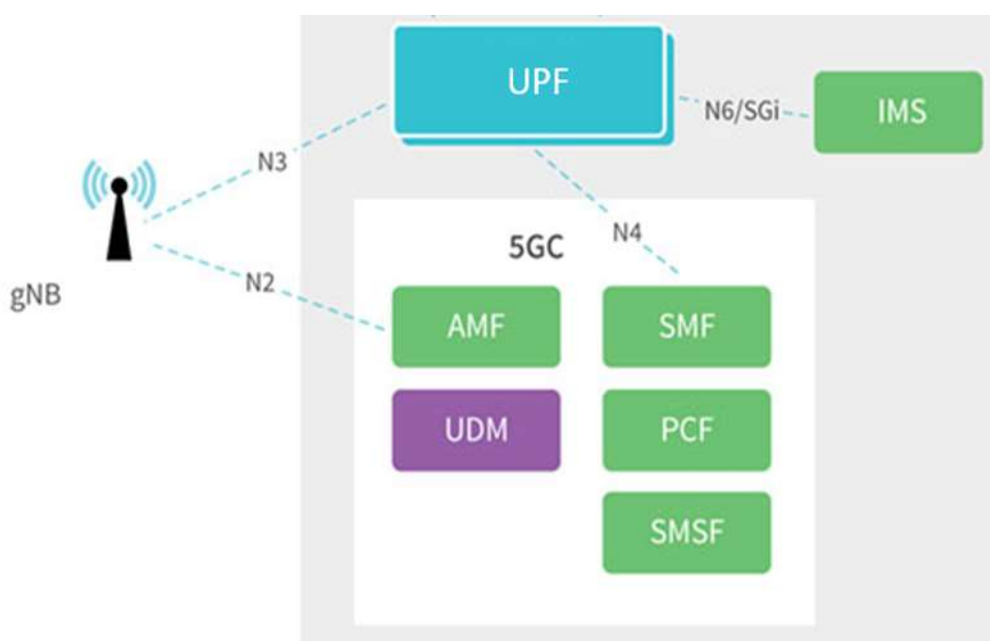 UPF
N6/SGi
IMS
N3
5GC
N4
N2
gNB
AMF
SMF
UDM
PCF
SMSF